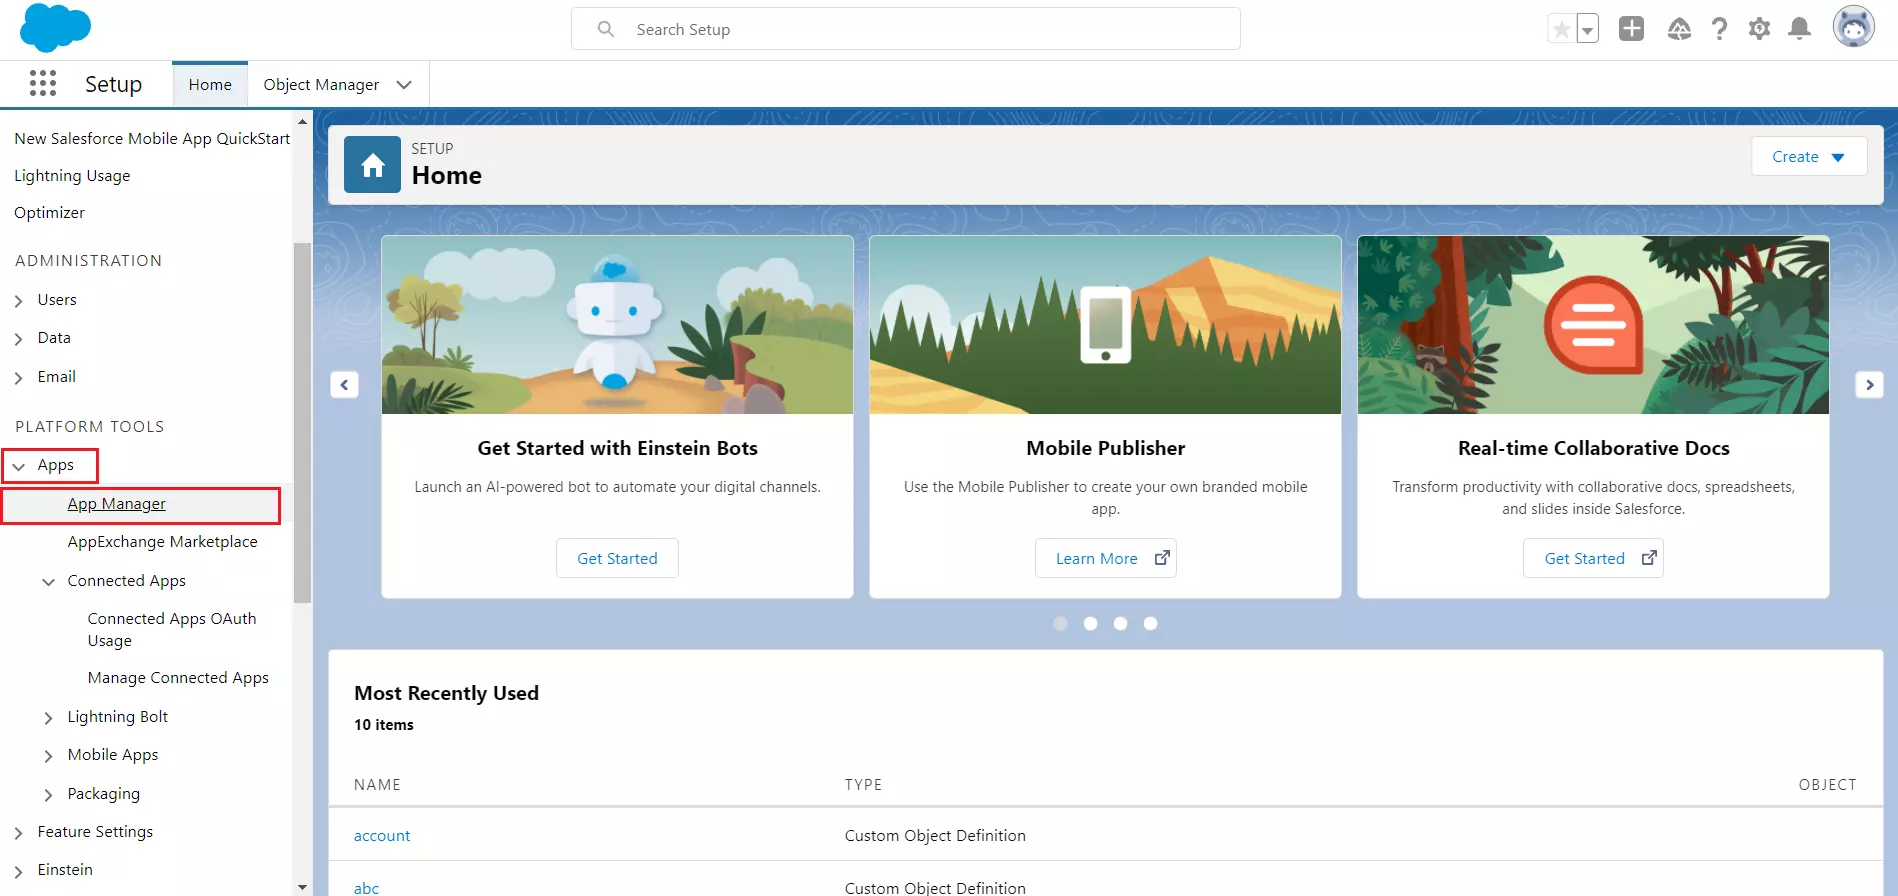 Search Setup
Setup
Home
Object Manager
New Salesforce Mobile App QuickStart
Lightning Usage
Optimizer
ADMINISTRATION
Users
Data
Email
PLATFORM TOOLS
Apps
App Manager
AppExchange Marketplace
Connected Apps
Connected Apps OAuth
Usage
Manage Connected Apps
Lightning Bolt
Mobile Apps
Packaging
Feature Settings
Einstein
SETUP
Home
Create
Get Started with Einstein Bots
Launch an AI-powered bot to automate your digital channels.
Get Started
Mobile Publisher
Use the Mobile Publisher to create your own branded mobile
app.
Learn More
Real-time Collaborative Docs
Transform productivity with collaborative docs, spreadsheets,
and slides inside Salesforce.
Get Started
Most Recently Used
10 items
NAME TYPE OBJECT
account Custom Object Definition
abc Custom Object Definition